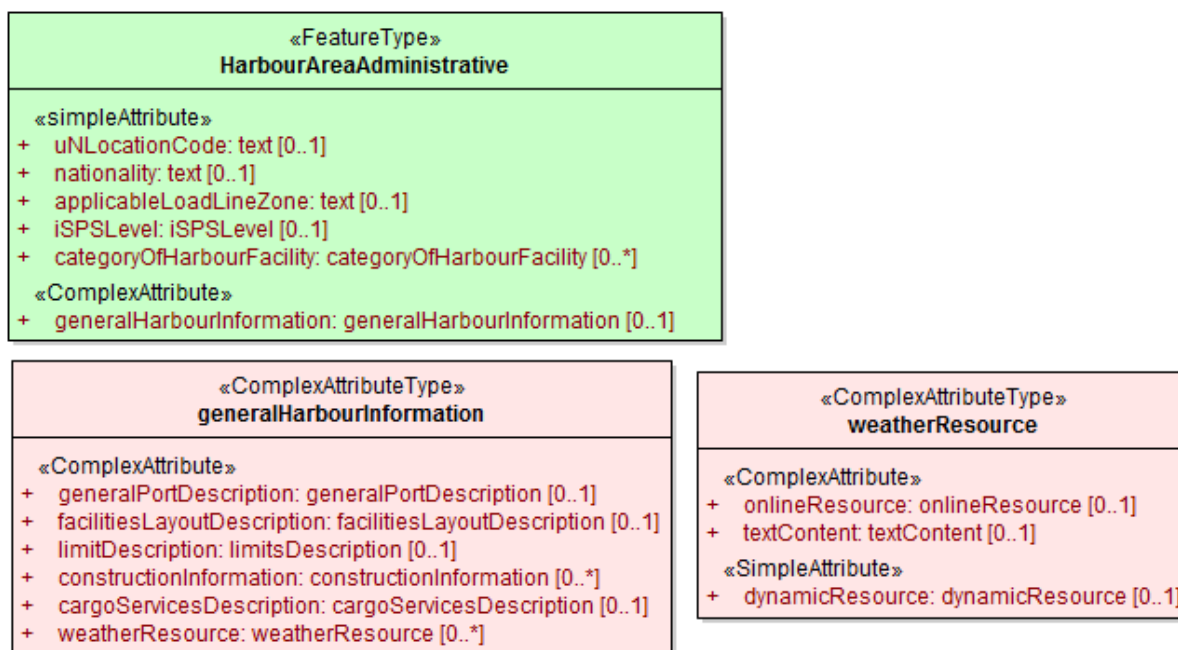 «FeatureType»
HarbourAreaAdministrative
«simpleAttribute»
+ uNLocationCode: text [0..1]
+ nationality: text [0..1]
+ applicableLoadLineZone: text [0..1]
+ iSPSLevel: iSPSLevel [0..1]
+ categoryOfHarbourFacility: categoryOfHarbourFacility [0..*]
«ComplexAttribute»
+ generalHarbourInformation: generalHarbourInformation [0..1]
«ComplexAttributeType»
generalHarbourInformation
«ComplexAttribute»
+ generalPortDescription: generalPortDescription [0..1]
+ facilitiesLayoutDescription: facilitiesLayoutDescription [0..1]
+ limitDescription: limitsDescription [0..1]
+ constructionInformation: constructionInformation [0..*]
+ cargoServicesDescription: cargoServicesDescription [0..1]
+ weatherResource: weatherResource [0..*]
«ComplexAttributeType»
weatherResource
«ComplexAttribute»
+ onlineResource: onlineResource [0..1]
+ textContent: textContent [0..1]
«SimpleAttribute»
+ dynamicResource: dynamicResource [0..1]